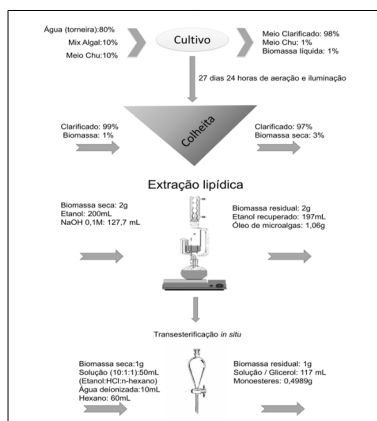 Água (torneira):80%
Mix Algal:10%
Meio Chu:10%
Cultivo
Meio Clarificado: 98%
Meio Chu: 1%
Biomassa líquida: 1%
27 dias 24 horas de aeração e iluminação
Clarificado: 99%
Biomassa: 1%
Colheita
Clarificado: 97%
Biomassa seca: 3%
Extração lipídica
Biomassa seca: 2g
Etanol: 200mL
NaOH 0,1M: 127,7 mL
Biomassa residual: 2g
Etanol recuperado: 197mL
Óleo de microalgas: 1,06g
Transesterificação in situ
Biomassa seca:1g
Solução (10:1:1):50mL
(Etanol:HCl:n-hexano)
Água deionizada:10mL
Hexano: 60mL
Biomassa residual: 1g
Solução / Glicerol: 117 mL
Monoesteres: 0,4989g